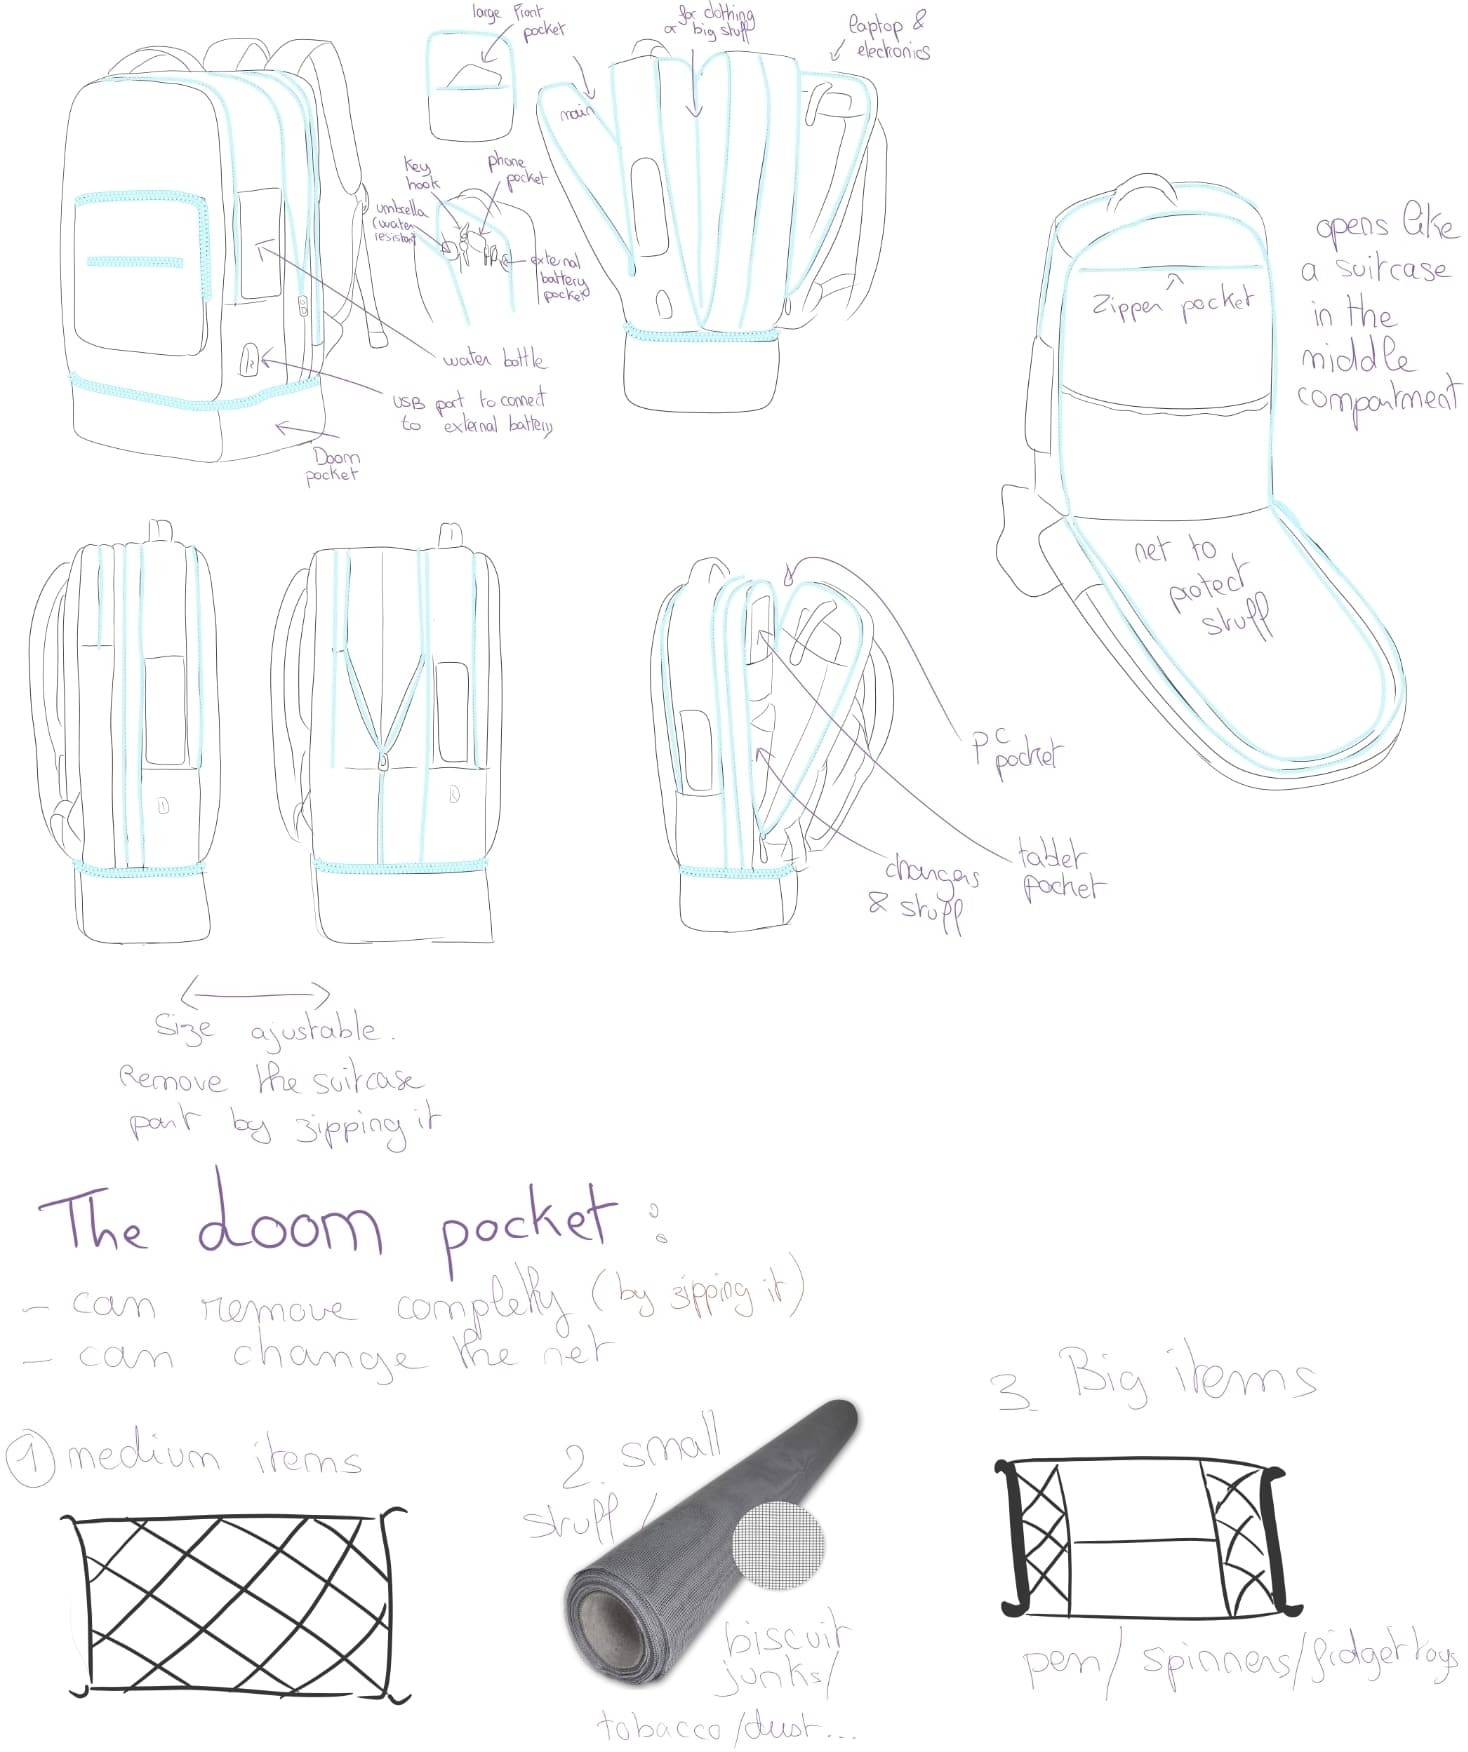 large front
pocket
for clothing
or big stuff
laptop &
eleckonics
main
key
hook
phone
pocket
umbrella
(water
resistant
external
battery
pocket
water bottle
USB port to connect
to external battery
Doom
pocket
Zipper pocket
opens like
a suitcase
in the
middle
compartment
net to
protect
stuff
PC
pocket
tablet
pocket
changers
& stuff
Size ajustable.
Remove the suitcase
part by zipping it
The doom pocket :
- can remove completly (by zipping it)
- can change the net
1 medium items
2. small
stuff /
biscuit
junks/
tobacco/dust...
3. Big items
pen/ spinners/fidget toys